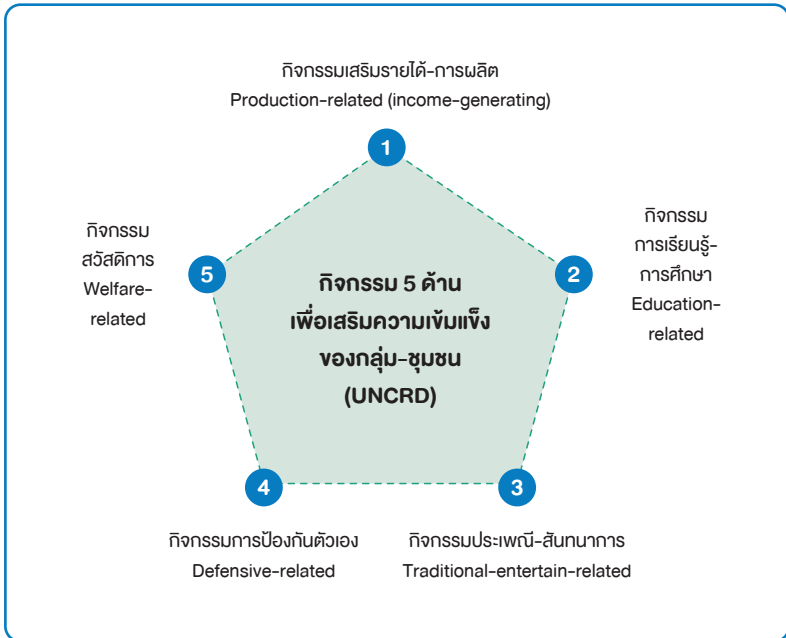 กิจกรรมเสริมรายได้-การผลิต
Production-related (income-generating)
1
กิจกรรม
การเรียนรู้-
การศึกษา
Education-
related
2
กิจกรรม
สวัสดิการ
Welfare-
related
5
กิจกรรม 5 ด้าน
เพื่อเสริมความเข้มแข็ง
ของกลุ่ม-ชุมชน
(UNCRD)
4
กิจกรรมการป้องกันตัวเอง
Defensive-related
3
กิจกรรมประเพณี-สันทนาการ
Traditional-entertain-related